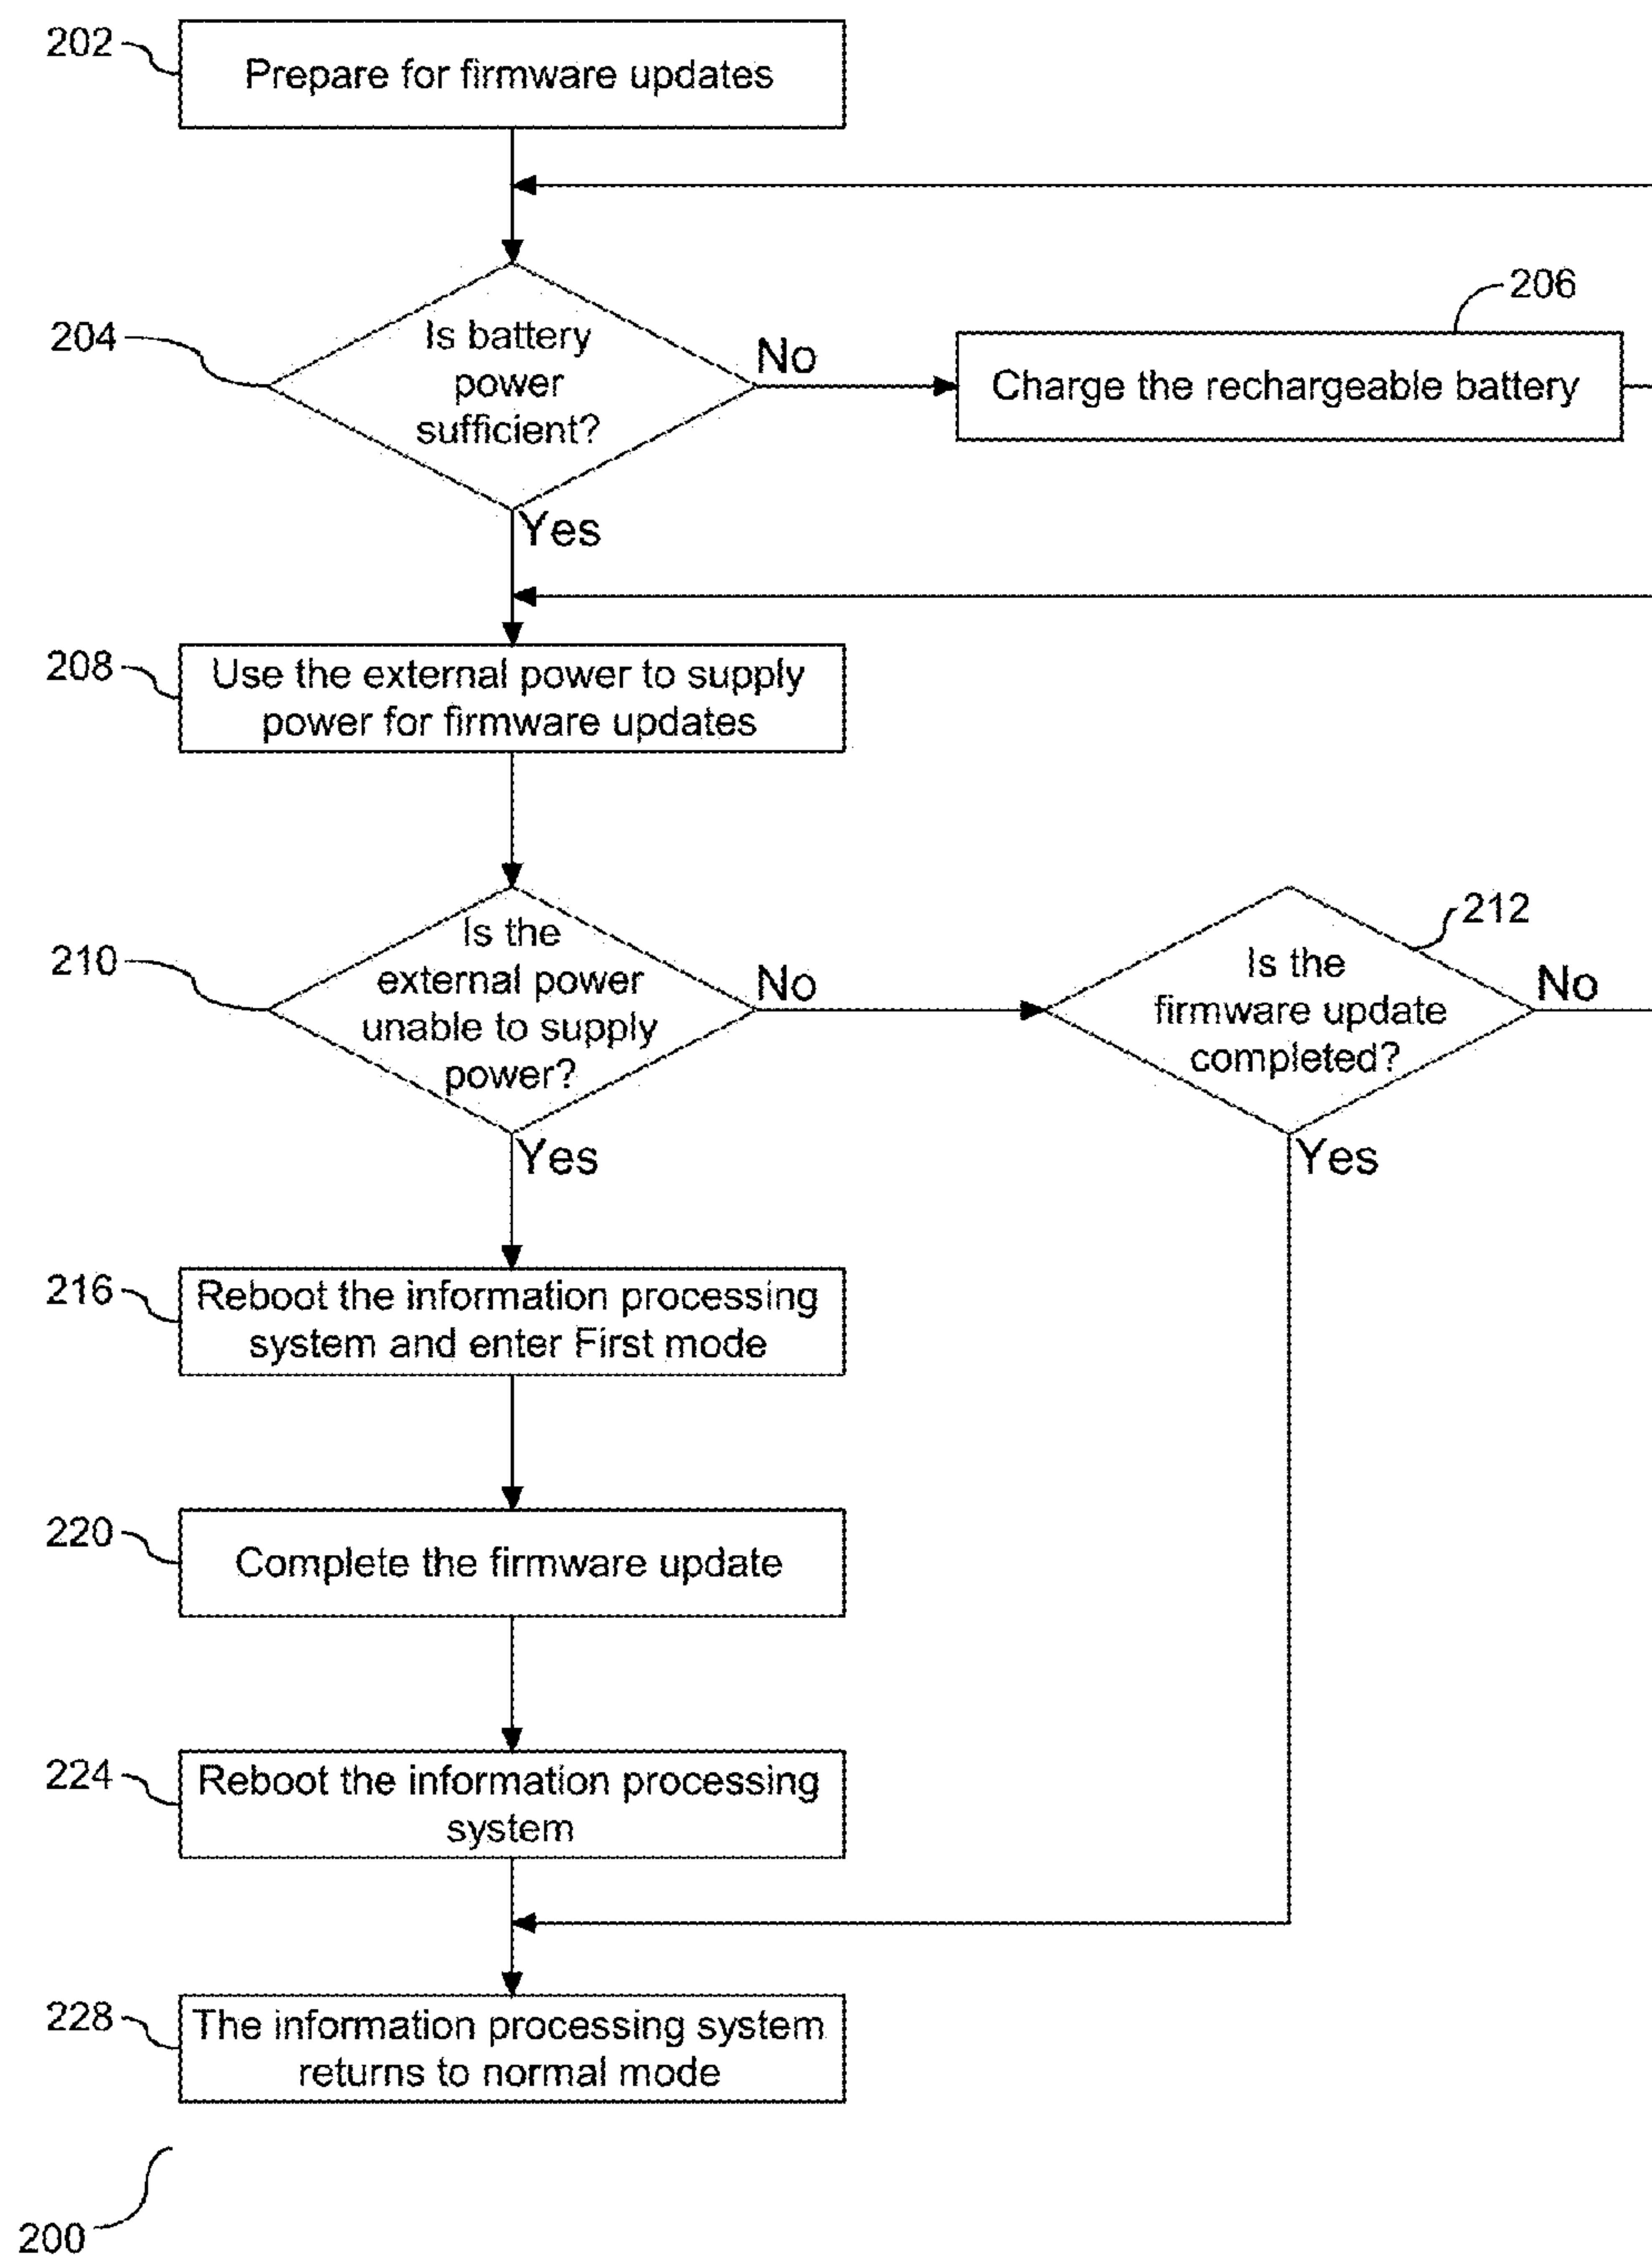 202
Prepare for firmware updates
204
Is battery
power
sufficient?
No
206
Charge the rechargeable battery
Yes
208
Use the external power to supply
power for firmware updates
210
Is the
external power
unable to supply
power?
No
212
Is the
firmware update
completed?
No
Yes
Yes
216
Reboot the information processing
system and enter First mode
220
Complete the firmware update
224
Reboot the information processing
system
228
The information processing system
returns to normal mode
200